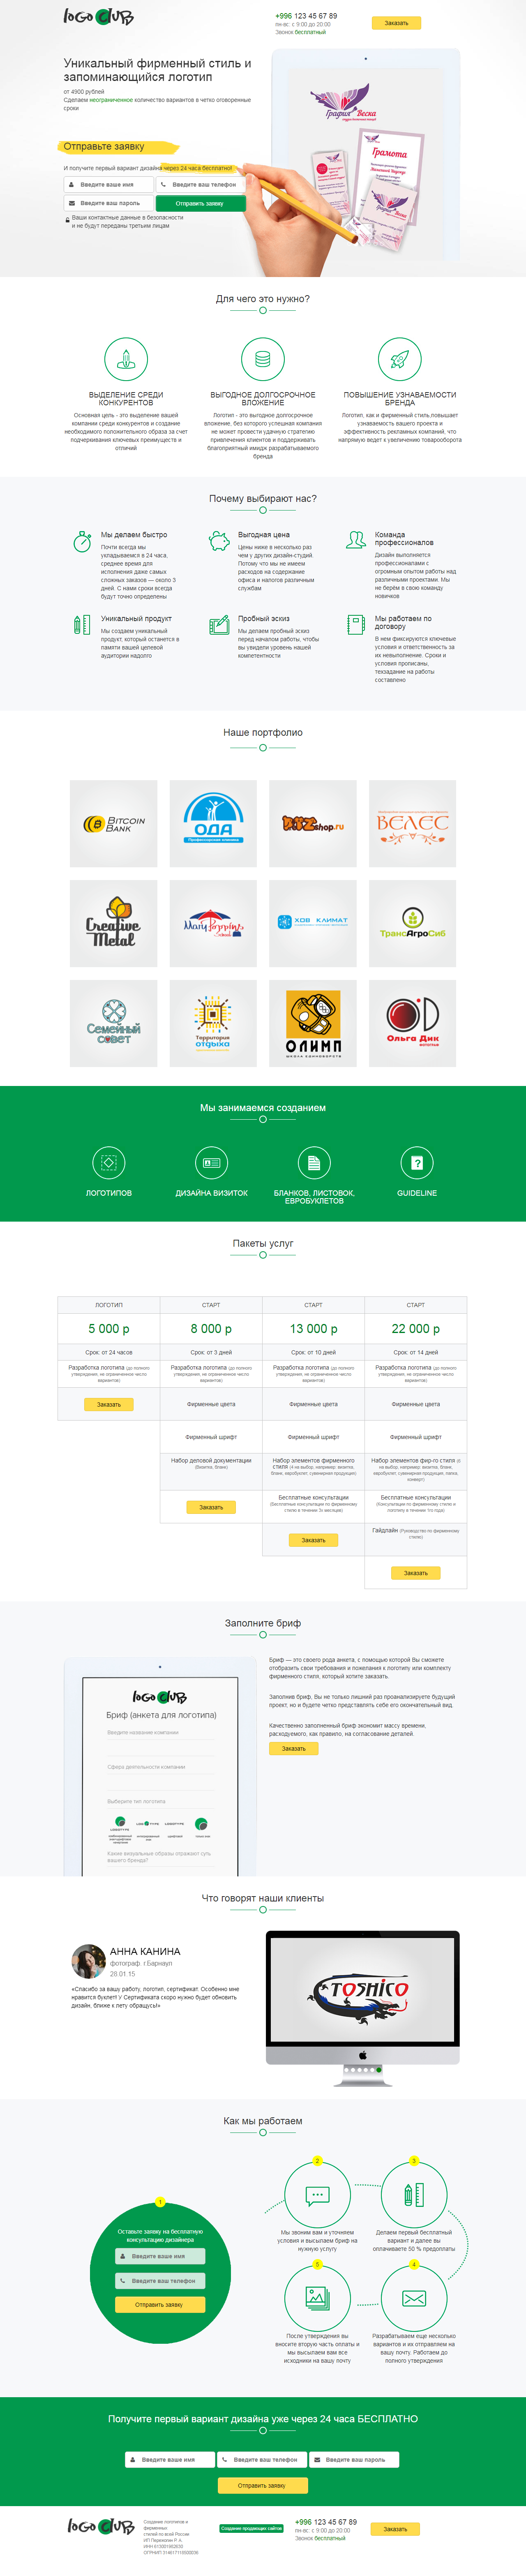 logo CLUB
+996 123 45 67 89
пн-вс: с 9:00 до 20:00
Звонок бесплатный
Заказать
Уникальный фирменный стиль и
запоминающийся логотип
от 4900 рублей
Сделаем неограниченное количество вариантов в четко оговоренные
сроки
Графия Веска
Грамота
Отправьте заявку
И получите первый вариант дизайна через 24 часа бесплатно!
Введите ваше имя
Введите ваш телефон
Введите ваш пароль
Отправить заявку
Ваши контактные данные в безопасности
и не будут переданы третьим лицам
Для чего это нужно?
ВЫДЕЛЕНИЕ СРЕДИ
КОНКУРЕНТОВ
Основная цель - это выделение вашей
компании среди конкурентов и создание
необходимого положительного образа за счет
подчеркивания ключевых преимуществ и
отличий
ВЫГОДНОЕ ДОЛГОСРОЧНОЕ
ВЛОЖЕНИЕ
Логотип - это выгодное долгосрочное
вложение, без которого успешная компания
не может провести удачную стратегию
привлечения клиентов и поддерживать
благоприятный имидж разрабатываемого
бренда
ПОВЫШЕНИЕ УЗНАВАЕМОСТИ
БРЕНДА
Логотип, как и фирменный стиль,повышает
узнаваемость вашего проекта и
эффективность рекламных компаний, что
напрямую ведет к увеличению товарооборота
Почему выбирают нас?
Мы делаем быстро
Почти всегда мы
укладываемся в 24 часа,
среднее время для
исполнения даже самых
сложных заказов — около 3
дней. С нами сроки всегда
будут точно определены
Выгодная цена
Цены ниже в несколько раз
чем у других дизайн-студий.
Потому что мы не имеем
расходов на содержание
офиса и налогов различным
службам
Команда
профессионалов
Дизайн выполняется
профессионалами с
огромным опытом работы над
различными проектами. Мы
не берём в свою команду
новичков
Уникальный продукт
Мы создаем уникальный
продукт, который останется в
памяти вашей целевой
аудитории надолго
Пробный эскиз
Мы делаем пробный эскиз
перед началом работы, чтобы
вы увидели уровень нашей
компетентности
Мы работаем по
договору
В нем фиксируются ключевые
условия и ответственность за
их невыполнение. Сроки и
условия прописаны,
техзадание на работы
составлено
Наше портфолио
BITCOIN
BANK
ОДА
shop.ru
ВЕЛЕС
Creative
Metal
Mary Poppins
ХОВ КЛИМАТ
ТрансАгроСиб
Семейный
совет
Территория
отдыха
ОЛИМП
ШКОЛА ЕДИНОБОРСТВ
Ольга Дик
Мы занимаемся созданием
ЛОГОТИПОВ
ДИЗАЙНА ВИЗИТОК
БЛАНКОВ, ЛИСТОВОК,
ЕВРОБУКЛЕТОВ
GUIDELINE
Пакеты услуг
ЛОГОТИП
СТАРТ
СТАРТ
СТАРТ
5 000 р
8 000 р
13 000 р
22 000 р
Срок: от 24 часов
Срок: от 3 дней
Срок: от 10 дней
Срок: от 14 дней
Разработка логотипа (до полного
утверждения, не ограниченное число
вариантов)
Разработка логотипа (до полного
утверждения, не ограниченное число
вариантов)
Разработка логотипа (до полного
утверждения, не ограниченное число
вариантов)
Разработка логотипа (до полного
утверждения, не ограниченное число
вариантов)
Заказать
Фирменные цвета
Фирменные цвета
Фирменные цвета
Фирменный шрифт
Фирменный шрифт
Фирменный шрифт
Набор деловой документации
(Визитка, бланк)
Набор элементов фирменного
стиля (4 на выбор, например: визитка,
бланк, евробуклет, сувенирная продукция)
Набор элементов фир-го стиля (6
на выбор, например: визитку, бланк,
евробуклет, сувенирная продукция, папка,
конверт)
Заказать
Бесплатные консультации
(Бесплатные консультации по фирменному
стилю в течение 3х месяцев)
Бесплатные консультации
(Консультации по фирменному стилю и
логотипу в течение 1го года)
Заказать
Гайдлайн (Руководство по фирменному
стилю)
Заказать
Заполните бриф
logo CLUB
Бриф (анкета для логотипа)
Введите название компании
Сфера деятельности компании
Выберите тип логотипа
Какие визуальные образы отражают суть
вашего бренда?
Бриф — это своего рода анкета, с помощью которой Вы сможете
отобразить свои требования и пожелания к логотипу или комплекту
фирменного стиля, который хотите заказать.
Заполнив бриф, Вы не только лишний раз проанализируете будущий
проект, но и будете четко представлять себе его окончательный вид.
Качественно заполненный бриф экономит массу времени,
расходуемого, как правило, на согласование деталей.
Заказать
Что говорят наши клиенты
АННА КАНИНА
фотограф. г.Барнаул
28.01.15
«Спасибо за вашу работу, логотип, сертификат. Особенно мне
нравится буклет! У Сертификата скоро нужно будет обновить
дизайн, ближе к лету обращусь!»
TOSHICO
Как мы работаем
1
Оставьте заявку на бесплатную
консультацию дизайнера
Введите ваше имя
Введите ваш телефон
Отправить заявку
2
Мы звоним вам и уточняем
условия и высылаем бриф на
нужную услугу
3
Делаем первый бесплатный
вариант и далее вы
оплачиваете 50 % предоплаты
5
После утверждения вы
вносите вторую часть оплаты и
мы высылаем вам все
исходники на вашу почту
4
Разрабатываем еще несколько
вариантов и их отправляем на
вашу почту. Работаем до
полного утверждения
Получите первый вариант дизайна уже через 24 часа БЕСПЛАТНО
Введите ваше имя
Введите ваш телефон
Введите ваш пароль
Отправить заявку
logo CLUB
Создание логотипов и
фирменных
стилей по всей России
Создание продающих сайтов
+996 123 45 67 89
пн-вс: с 9:00 до 20:00
Звонок бесплатный
Заказать